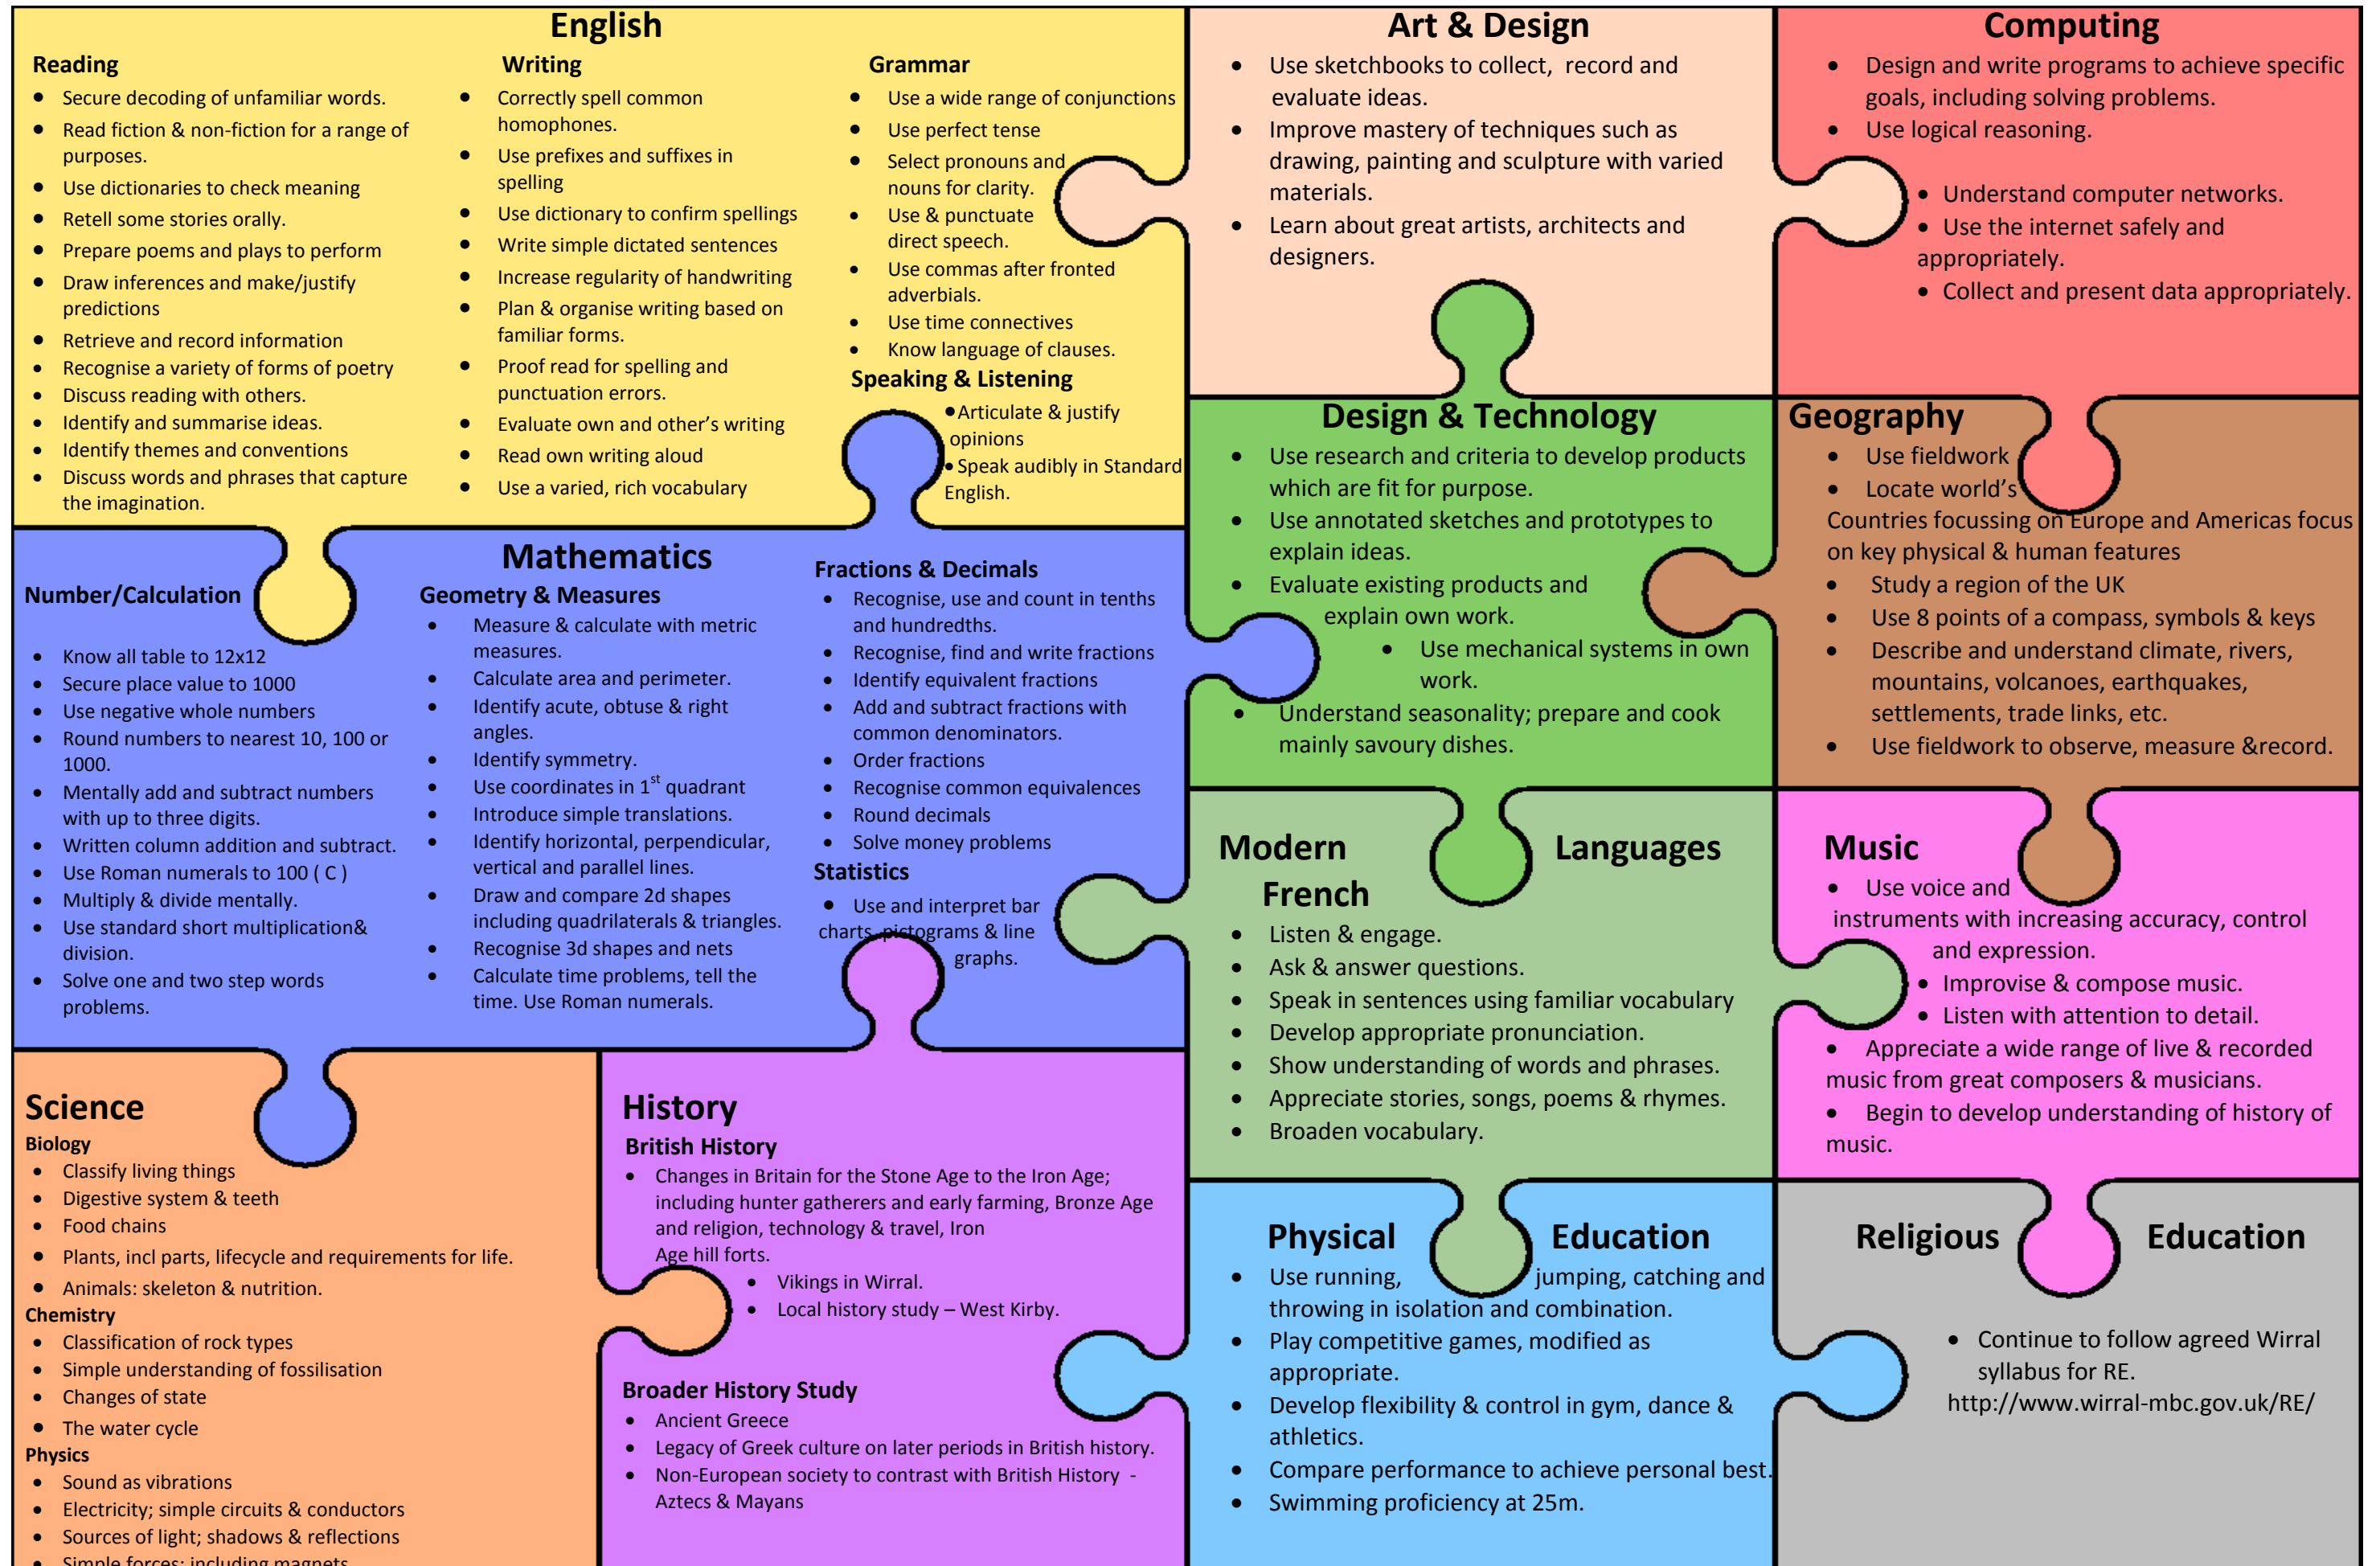 English
Reading
• Secure decoding of unfamiliar words.
• Read fiction & non-fiction for a range of
purposes.
• Use dictionaries to check meaning
• Retell some stories orally.
• Prepare poems and plays to perform
• Draw inferences and make/justify
predictions
• Retrieve and record information
• Recognise a variety of forms of poetry
• Discuss reading with others.
• Identify and summarise ideas.
• Identify themes and conventions
• Discuss words and phrases that capture
the imagination.
Writing
• Correctly spell common
homophones.
• Use prefixes and suffixes in
spelling
• Use dictionary to confirm spellings
• Write simple dictated sentences
• Increase regularity of handwriting
• Plan & organise writing based on
familiar forms.
• Proof read for spelling and
punctuation errors.
• Evaluate own and other's writing
• Read own writing aloud
• Use a varied, rich vocabulary
Grammar
• Use a wide range of conjunctions
• Use perfect tense
• Select pronouns and
nouns for clarity.
• Use & punctuate
direct speech.
• Use commas after fronted
adverbials.
• Use time connectives
• Know language of clauses.
Speaking & Listening
• Articulate & justify
opinions
• Speak audibly in Standard
English.
Art & Design
• Use sketchbooks to collect, record and
evaluate ideas.
• Improve mastery of techniques such as
drawing, painting and sculpture with varied
materials.
• Learn about great artists, architects and
designers.
Computing
• Design and write programs to achieve specific
goals, including solving problems.
• Use logical reasoning.
• Understand computer networks.
• Use the internet safely and
appropriately.
• Collect and present data appropriately.
Design & Technology
• Use research and criteria to develop products
which are fit for purpose.
• Use annotated sketches and prototypes to
explain ideas.
• Evaluate existing products and
explain own work.
• Use mechanical systems in own
work.
• Understand seasonality; prepare and cook
mainly savoury dishes.
Geography
• Use fieldwork
• Locate world's
Countries focussing on Europe and Americas focus
on key physical & human features
• Study a region of the UK
• Use 8 points of a compass, symbols & keys
• Describe and understand climate, rivers,
mountains, volcanoes, earthquakes,
settlements, trade links, etc.
• Use fieldwork to observe, measure &record.
Mathematics
Number/Calculation
• Know all table to 12x12
• Secure place value to 1000
• Use negative whole numbers
• Round numbers to nearest 10, 100 or
1000.
• Mentally add and subtract numbers
with up to three digits.
• Written column addition and subtract.
• Use Roman numerals to 100 ( C )
• Multiply & divide mentally.
• Use standard short multiplication&
division.
• Solve one and two step words
problems.
Geometry & Measures
• Measure & calculate with metric
measures.
• Calculate area and perimeter.
• Identify acute, obtuse & right
angles.
• Identify symmetry.
• Use coordinates in 1st quadrant
• Introduce simple translations.
• Identify horizontal, perpendicular,
vertical and parallel lines.
• Draw and compare 2d shapes
including quadrilaterals & triangles.
• Recognise 3d shapes and nets
• Calculate time problems, tell the
time. Use Roman numerals.
Fractions & Decimals
• Recognise, use and count in tenths
and hundredths.
• Recognise, find and write fractions
• Identify equivalent fractions
• Add and subtract fractions with
common denominators.
• Order fractions
• Recognise common equivalences
• Round decimals
• Solve money problems
Statistics
• Use and interpret bar
charts, pictograms & line
graphs.
Modern Languages
French
• Listen & engage.
• Ask & answer questions.
• Speak in sentences using familiar vocabulary
• Develop appropriate pronunciation.
• Show understanding of words and phrases.
• Appreciate stories, songs, poems & rhymes.
• Broaden vocabulary.
Music
• Use voice and
instruments with increasing accuracy, control
and expression.
• Improvise & compose music.
• Listen with attention to detail.
• Appreciate a wide range of live & recorded
music from great composers & musicians.
• Begin to develop understanding of history of
music.
Science
Biology
• Classify living things
• Digestive system & teeth
• Food chains
• Plants, incl parts, lifecycle and requirements for life.
• Animals: skeleton & nutrition.
Chemistry
• Classification of rock types
• Simple understanding of fossilisation
• Changes of state
• The water cycle
Physics
• Sound as vibrations
• Electricity; simple circuits & conductors
• Sources of light; shadows & reflections
• Simple forces; including magnets
History
British History
• Changes in Britain for the Stone Age to the Iron Age;
including hunter gatherers and early farming, Bronze Age
and religion, technology & travel, Iron
Age hill forts.
• Vikings in Wirral.
• Local history study – West Kirby.
Broader History Study
• Ancient Greece
• Legacy of Greek culture on later periods in British history.
• Non-European society to contrast with British History -
Aztecs & Mayans
Physical Education
• Use running, jumping, catching and
throwing in isolation and combination.
• Play competitive games, modified as
appropriate.
• Develop flexibility & control in gym, dance &
athletics.
• Compare performance to achieve personal best.
• Swimming proficiency at 25m.
Religious Education
• Continue to follow agreed Wirral
syllabus for RE.
http://www.wirral-mbc.gov.uk/RE/